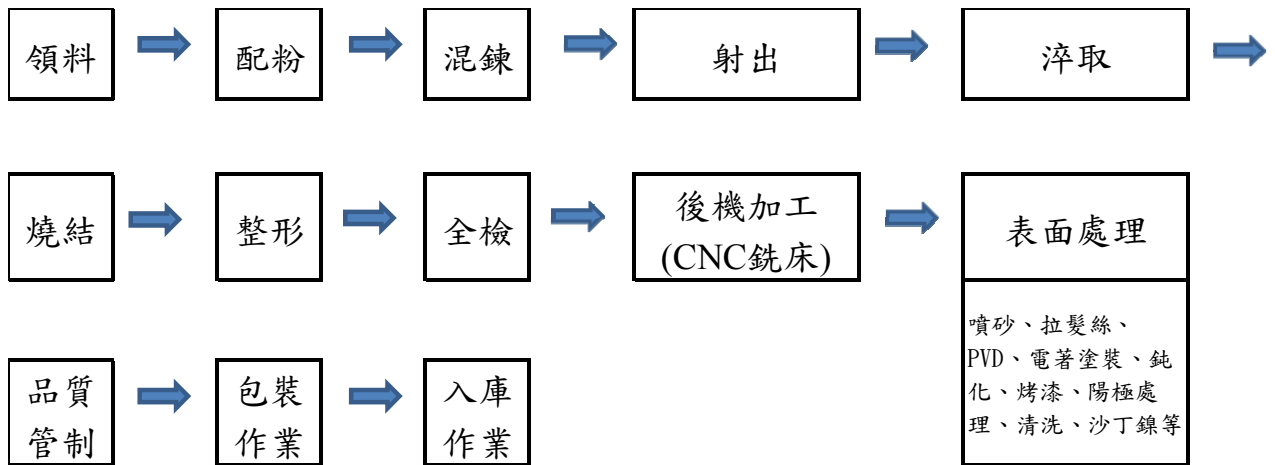 領料
配粉
混鍊
射出
淬取
燒結
整形
全檢
後機加工
(CNC銑床)
表面處理
噴砂、拉髮絲、
PVD、電著塗裝、鈍
化、烤漆、陽極處
理、清洗、沙丁鎳等
品質
管制
包裝
作業
入庫
作業